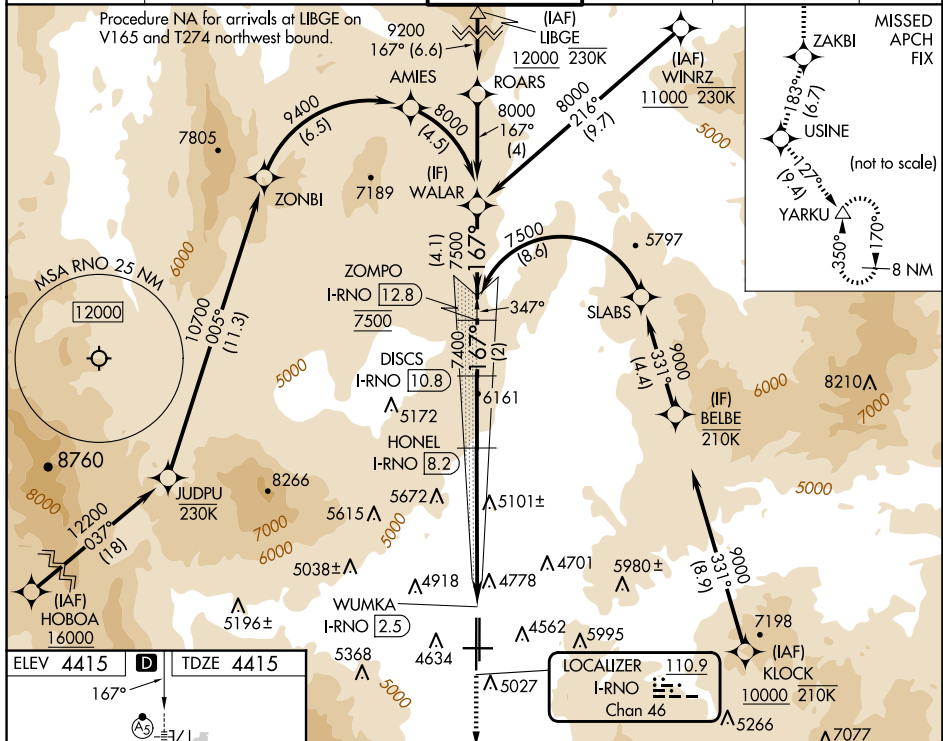 Procedure NA for arrivals at LIBGE on
V165 and T274 northwest bound.
9200
167° (6.6)
(IAF)
LIBGE
12000 230K
(IAF)
WINRZ
11000 230K
MISSED
APCH
FIX
ZAKBI
183°
(6.7)
USINE
(not to scale)
127°
(9.4)
YARKU
350°
170°
8 NM
AMIES
ROARS
8000
167°
(4)
8000
216°
(9.7)
5000
9400
(6.5)
8000
(4.5)
7805
(IF)
WALAR
ZONBI
7189
6000
7500
(4.1)
167°
7500
(8.6)
5797
MSA RNO 25 NM
12000
ZOMPO
I-RNO 12.8
7500
347°
SLABS
10700
005°
(11.3)
7400
167°
(2)
DISCS
I-RNO 10.8
5000
5000
9000
331°
(4.4)
6000
8210
7000
(IF)
BELBE
210K
6161
5172
HONEL
I-RNO 8.2
8760
8000
JUDPU
230K
8266
7000
6000
5672
5615
5000
5101±
5000
12200
037°
(18)
5038±
4918
4778
4701
5980±
9000
331°
(8.9)
(IAF)
HOBOA
16000
5196±
WUMKA
I-RNO 2.5
4634
4562
5995
7198
(IAF)
KLOCK
10000 210K
5368
5000
5027
LOCALIZER 110.9
I-RNO
Chan 46
5266
7077
ELEV 4415 D TDZE 4415
167°
A5